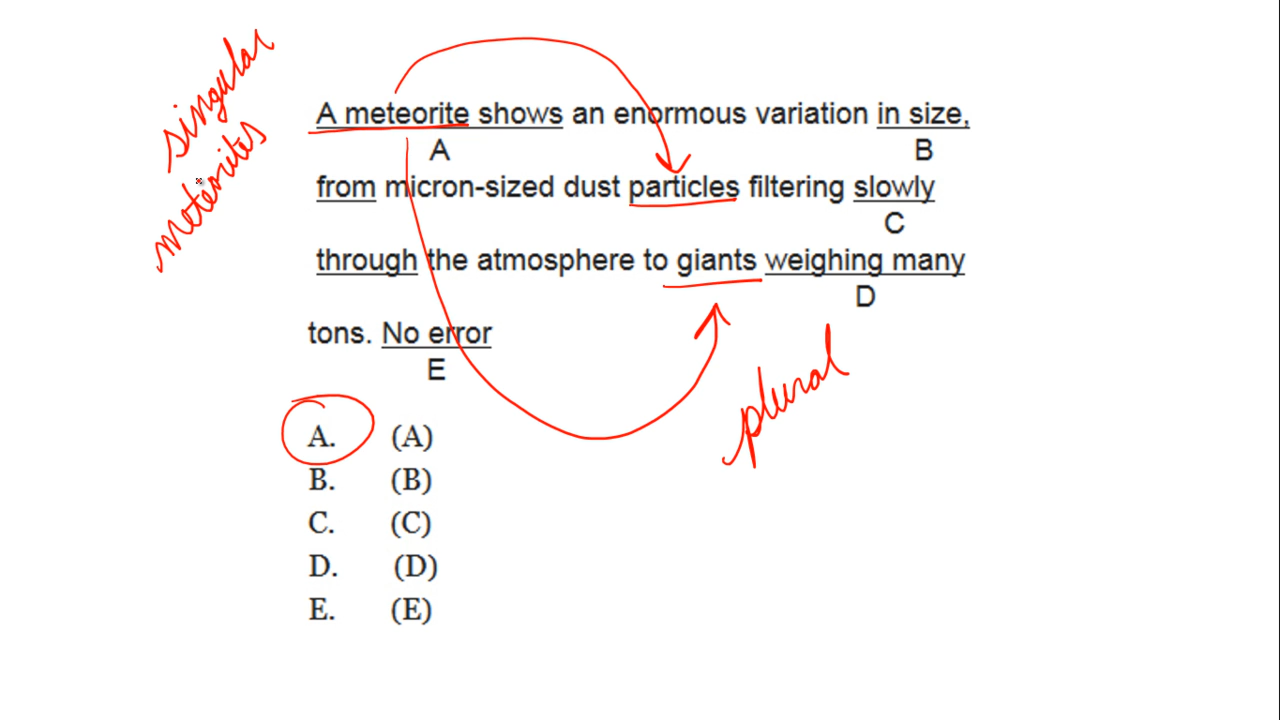 singular
meteorites
A meteorite shows an enormous variation in size,
A B
from micron-sized dust particles filtering slowly
C
through the atmosphere to giants weighing many
D
tons. No error
E
plural
A. (A)
B. (B)
C. (C)
D. (D)
E. (E)